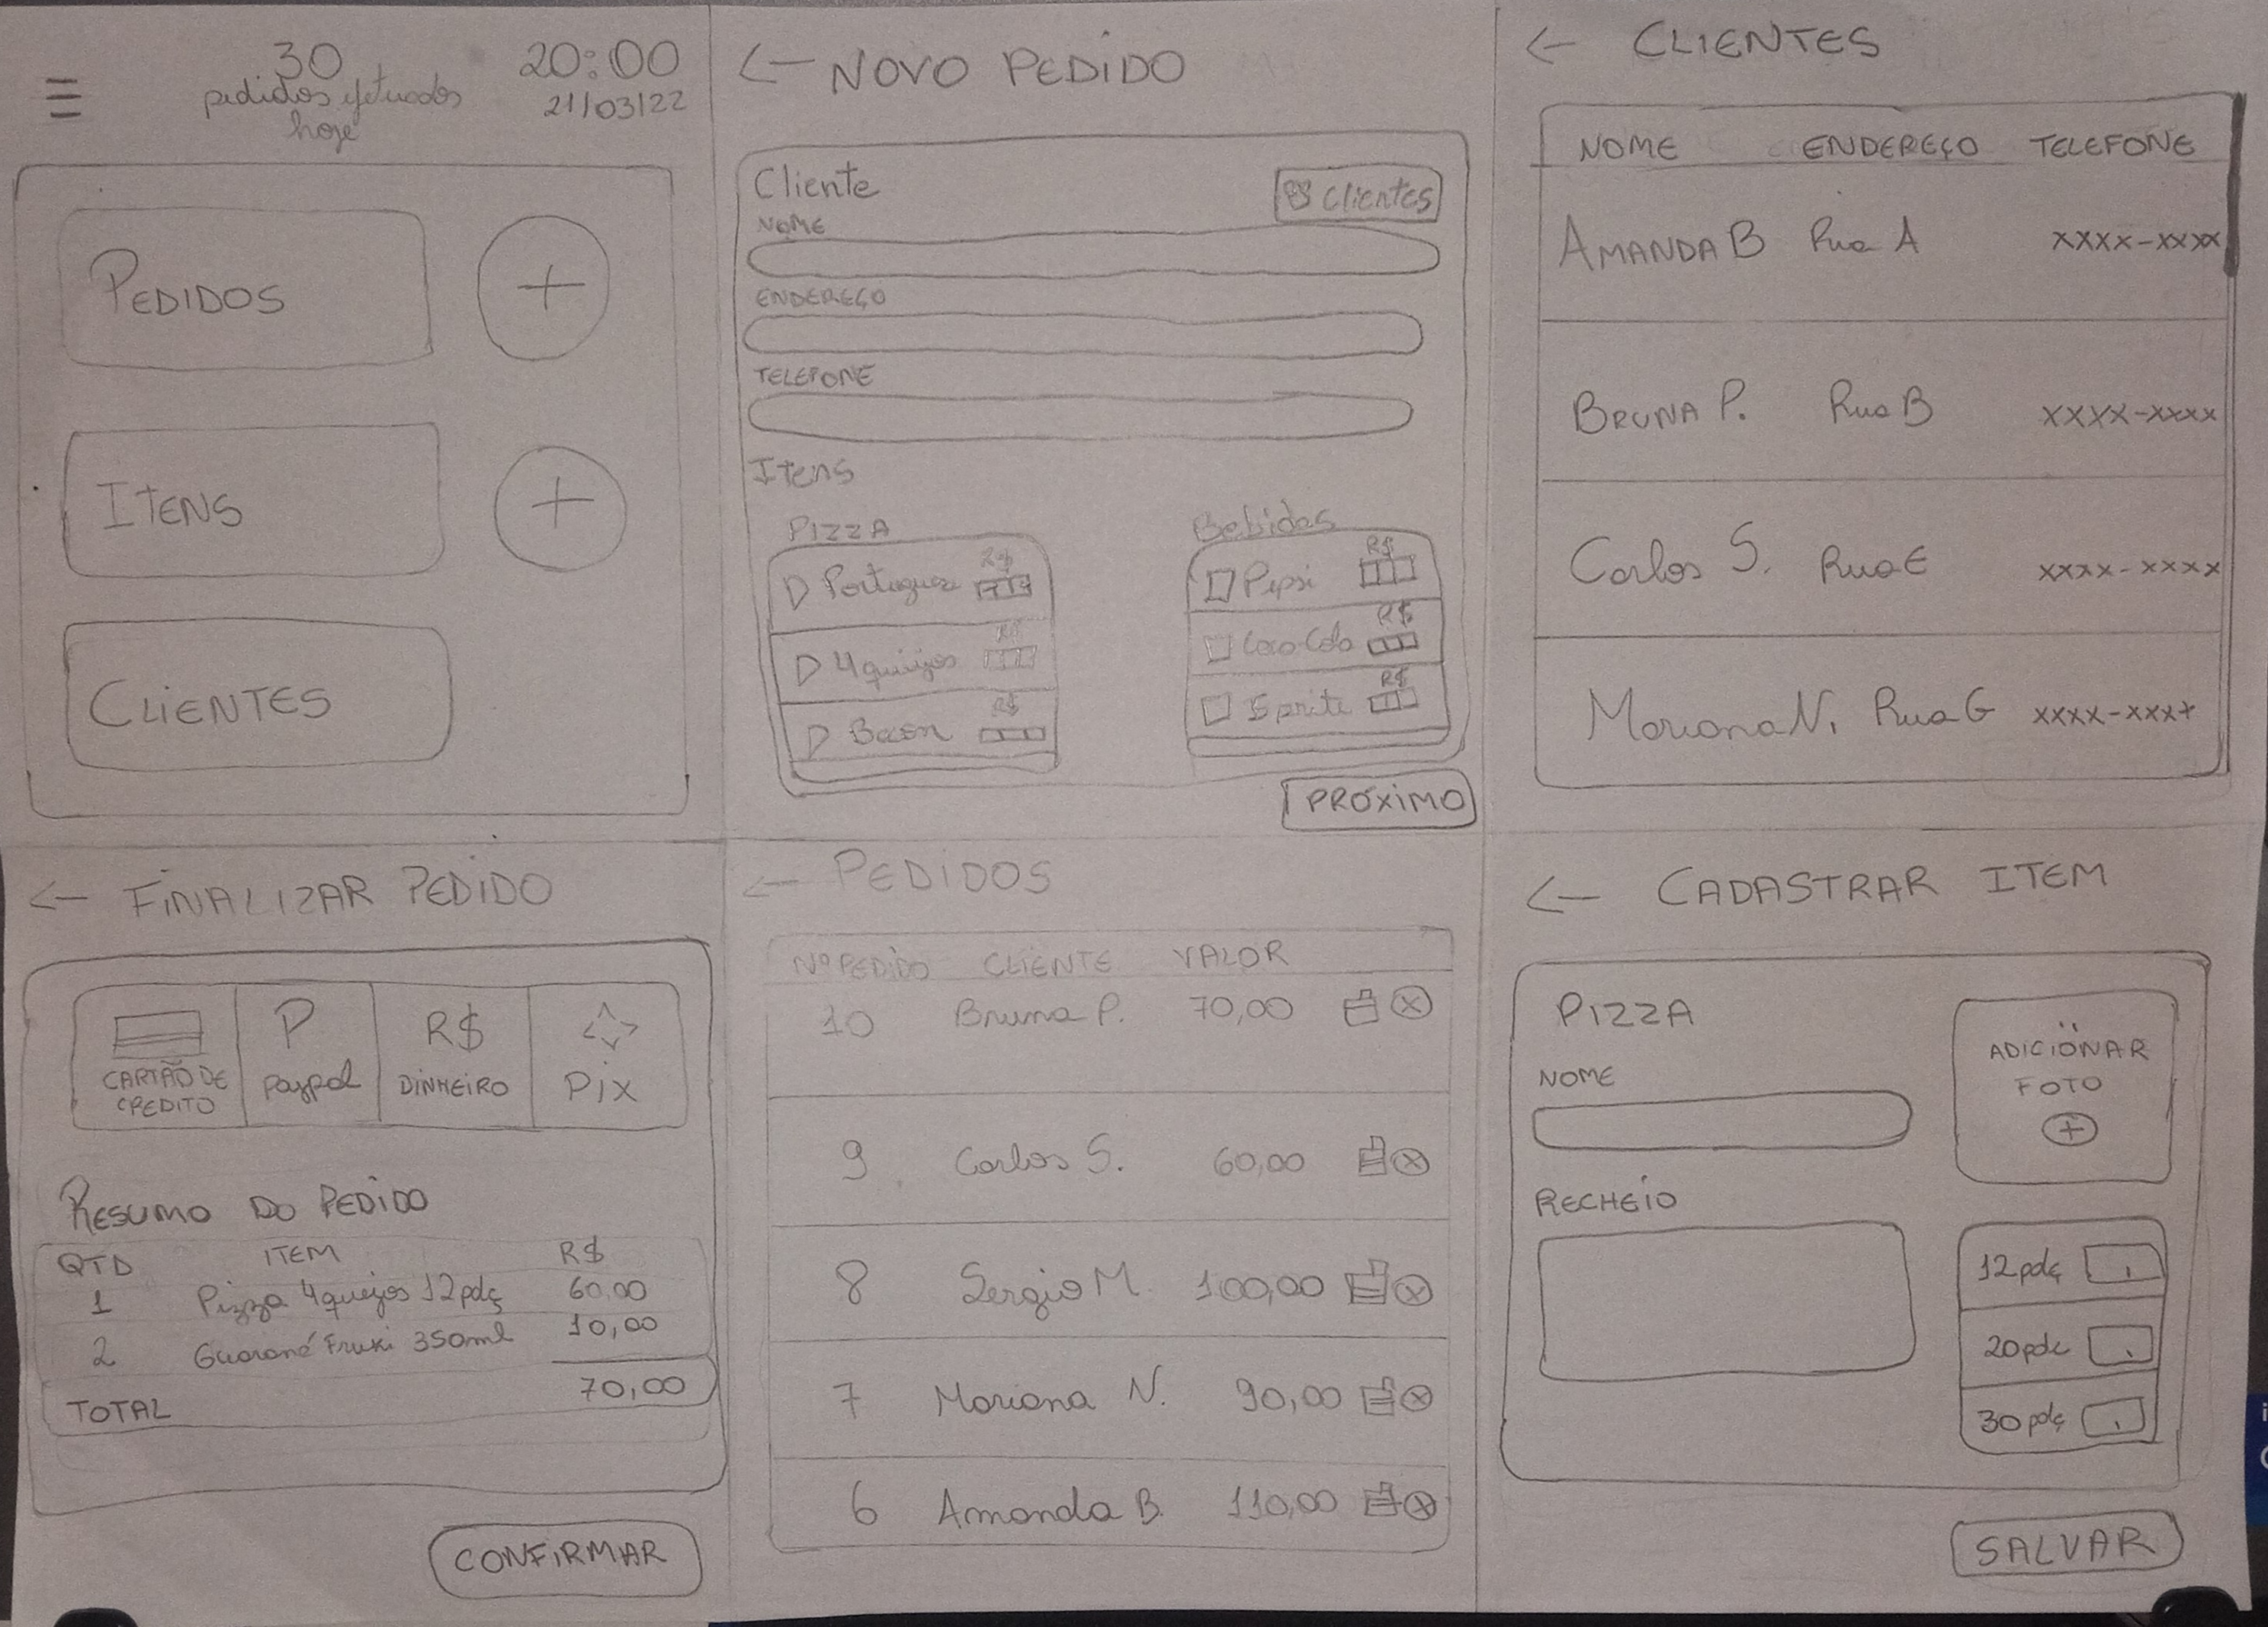 30
pedidos efetuados
hoje
20:00
21/03/22
PEDIDOS
+
ITENS
+
CLIENTES
← NOVO PEDIDO
Cliente
Clientes
NOME
ENDEREÇO
TELEFONE
Itens
PIZZA
R$
Portuguesa
R$
4 queijos
R$
Bacon
Bebidas
R$
Pepsi
R$
Coca-Cola
R$
Sprite
PRÓXIMO
← CLIENTES
NOME ENDEREÇO TELEFONE
AMANDA B Rua A xxxx-xxxx
BRUNA P. Rua B xxxx-xxxx
Carlos S. Rua E xxxx-xxxx
Mariana N. Rua G xxxx-xxxx
← FINALIZAR PEDIDO
CARTÃO DE
CREDITO
P
Paypal
R$
DINHEIRO
Pix
RESUMO DO PEDIDO
QTD ITEM R$
1 Pizza 4 queijos 12 pdç 60,00
2 Guaraná Fruki 350ml 10,00
TOTAL 70,00
CONFIRMAR
← PEDIDOS
Nº PEDIDO CLIENTE VALOR
10 Bruna P. 70,00
9 Carlos S. 60,00
8 Sergio M. 100,00
7 Mariana N. 90,00
6 Amanda B. 110,00
← CADASTRAR ITEM
PIZZA
NOME
RECHEIO
ADICIONAR
FOTO
+
12 pdç ,
20 pdç ,
30 pdç ,
SALVAR